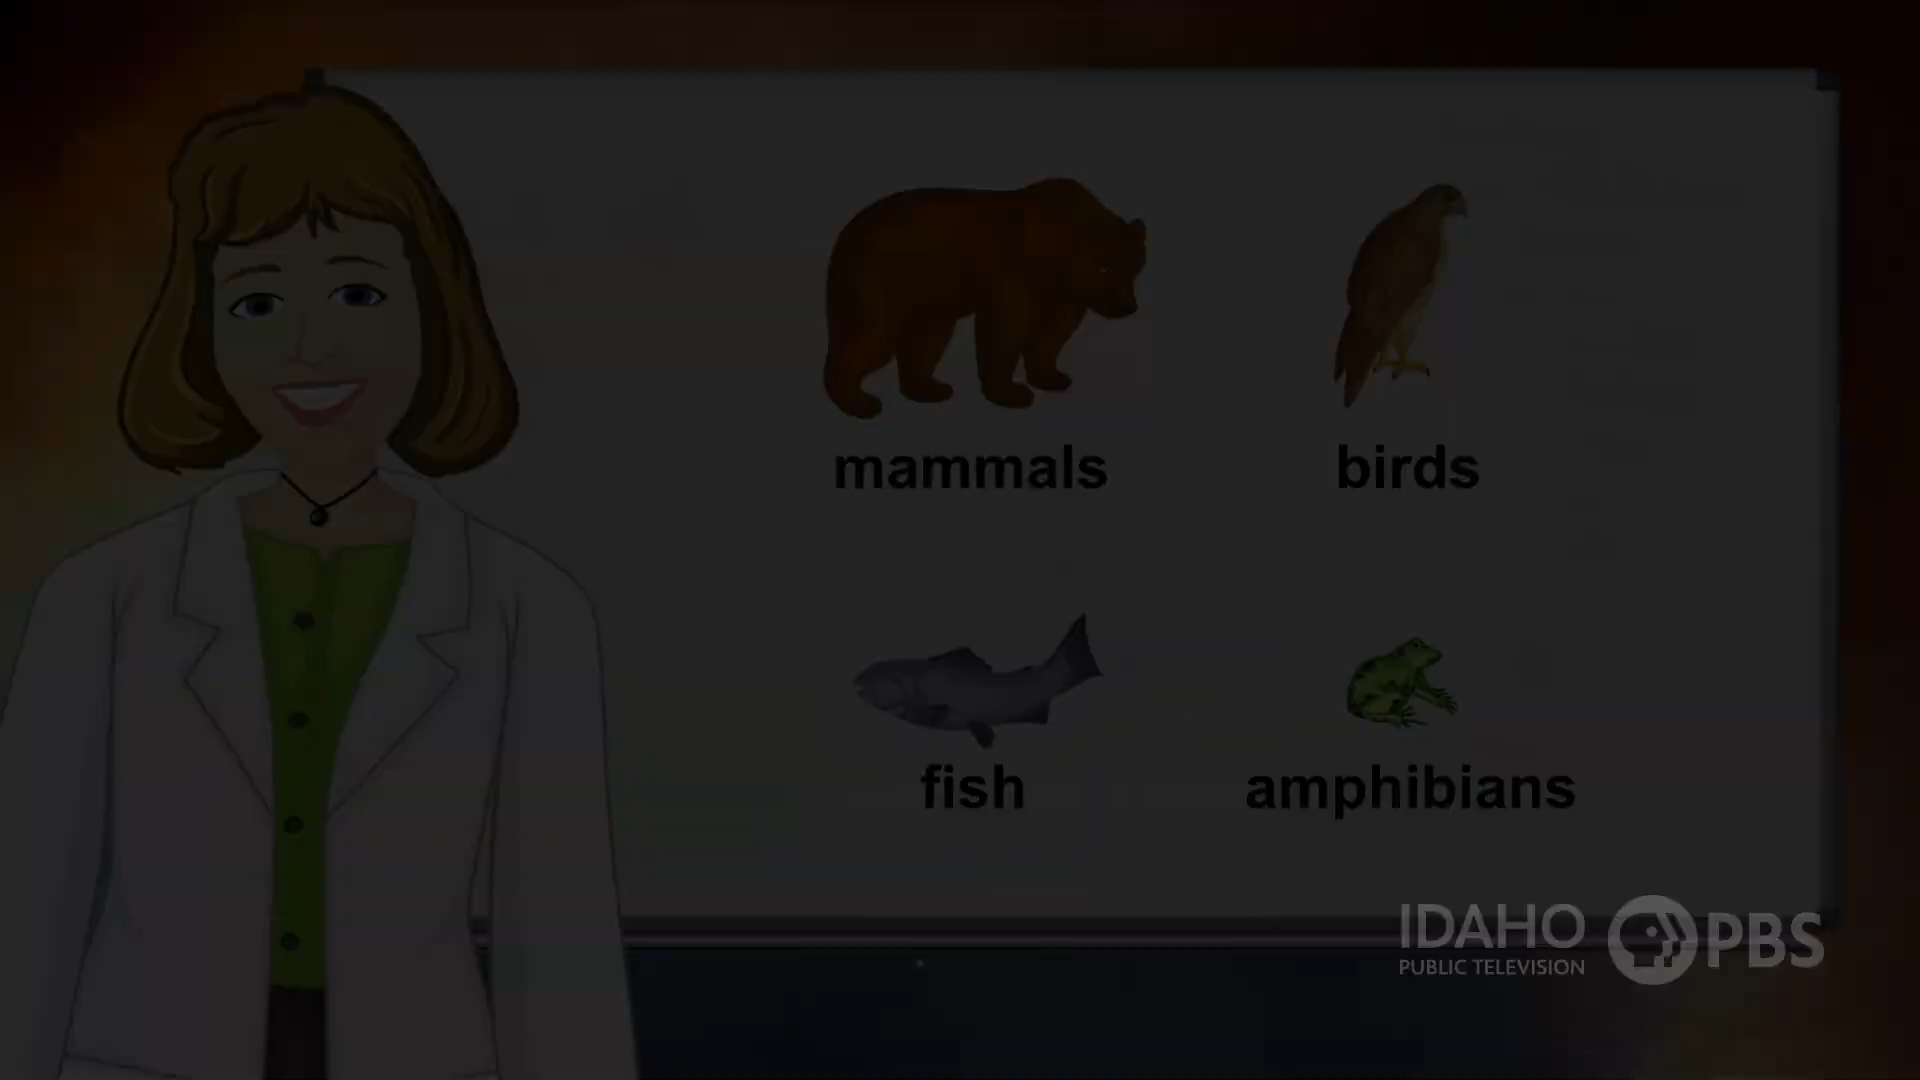 mammals
birds
fish
amphibians
IDAHO
PUBLIC TELEVISION
PBS